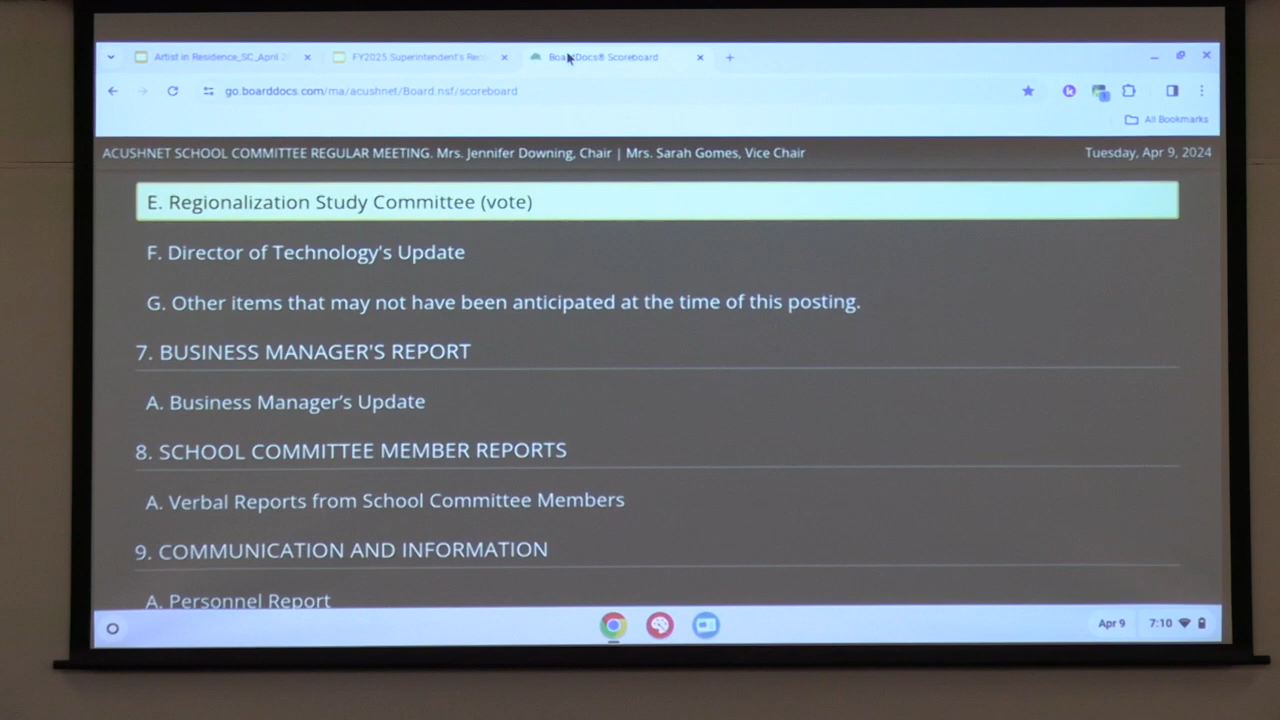 Artist in Residence_SC_April 2
FY2025 Superintendent's Rec
BoardDocs® Scoreboard
go.boarddocs.com/ma/acushnet/Board.nsf/scoreboard
All Bookmarks
ACUSHNET SCHOOL COMMITTEE REGULAR MEETING. Mrs. Jennifer Downing, Chair | Mrs. Sarah Gomes, Vice Chair
Tuesday, Apr 9, 2024
E. Regionalization Study Committee (vote)
F. Director of Technology's Update
G. Other items that may not have been anticipated at the time of this posting.
7. BUSINESS MANAGER'S REPORT
A. Business Manager's Update
8. SCHOOL COMMITTEE MEMBER REPORTS
A. Verbal Reports from School Committee Members
9. COMMUNICATION AND INFORMATION
A. Personnel Report
Apr 9
7:10